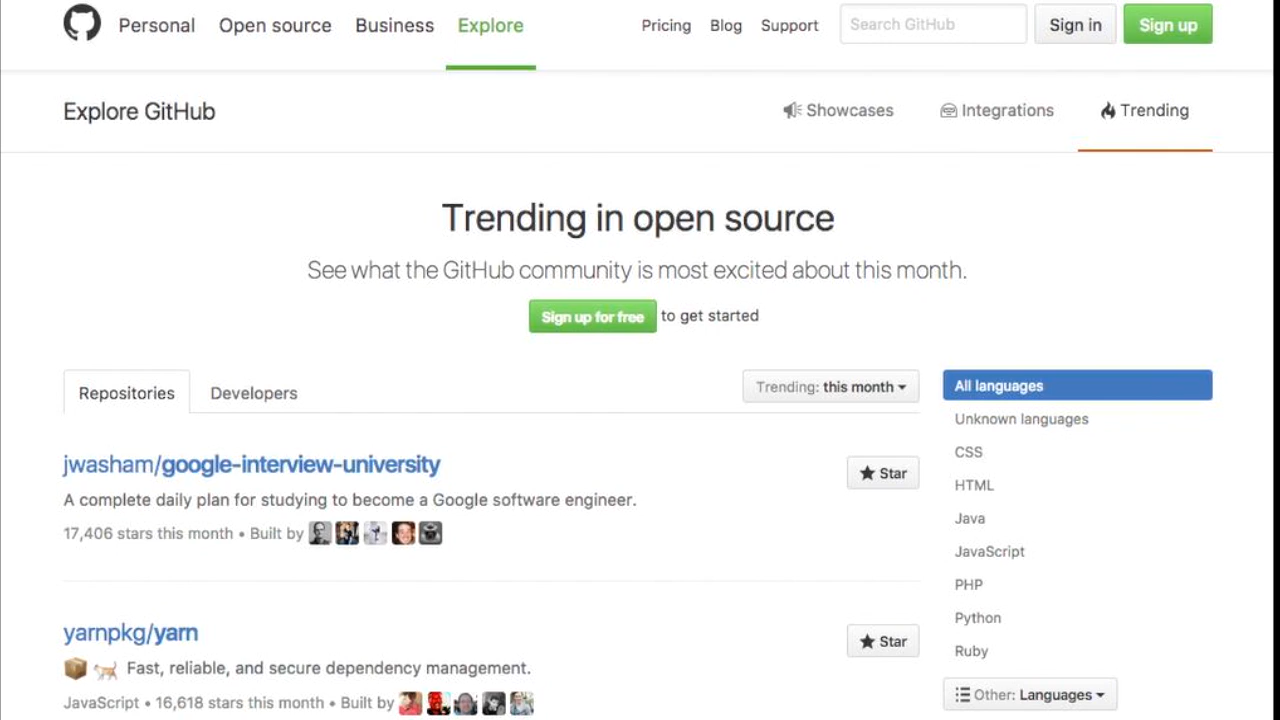 Personal Open source Business Explore Pricing Blog Support Search GitHub Sign in Sign up
Explore GitHub Showcases Integrations Trending
Trending in open source
See what the GitHub community is most excited about this month.
Sign up for free to get started
Repositories Developers Trending: this month
jwasham/google-interview-university
Star
A complete daily plan for studying to become a Google software engineer.
17,406 stars this month • Built by
yarnpkg/yarn
Star
Fast, reliable, and secure dependency management.
JavaScript • 16,618 stars this month • Built by
All languages
Unknown languages
CSS
HTML
Java
JavaScript
PHP
Python
Ruby
Other: Languages